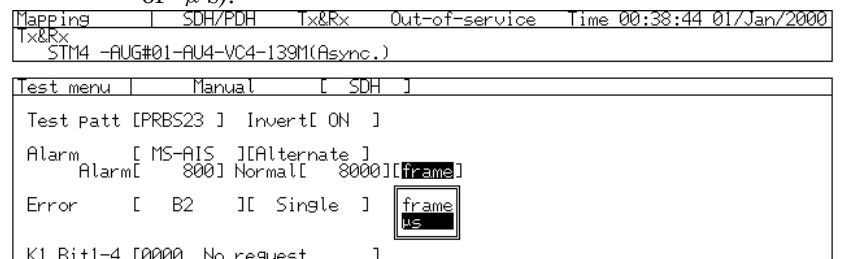 of "μ s).
Mapping | SDH/PDH Tx&Rx Out-of-service Time 00:38:44 01/Jan/2000
Tx&Rx
STM4 -AUG#01-AU4-VC4-139M(Async.)
Test menu | Manual [ SDH ]
Test patt [PRBS23 ] Invert[ ON ]
Alarm [ MS-AIS ][Alternate ]
Alarm[ 800] Normal[ 8000][frame]
Error [ B2 ][ Single ] frame
μs
K1 Bit1-4 [0000 No request ]